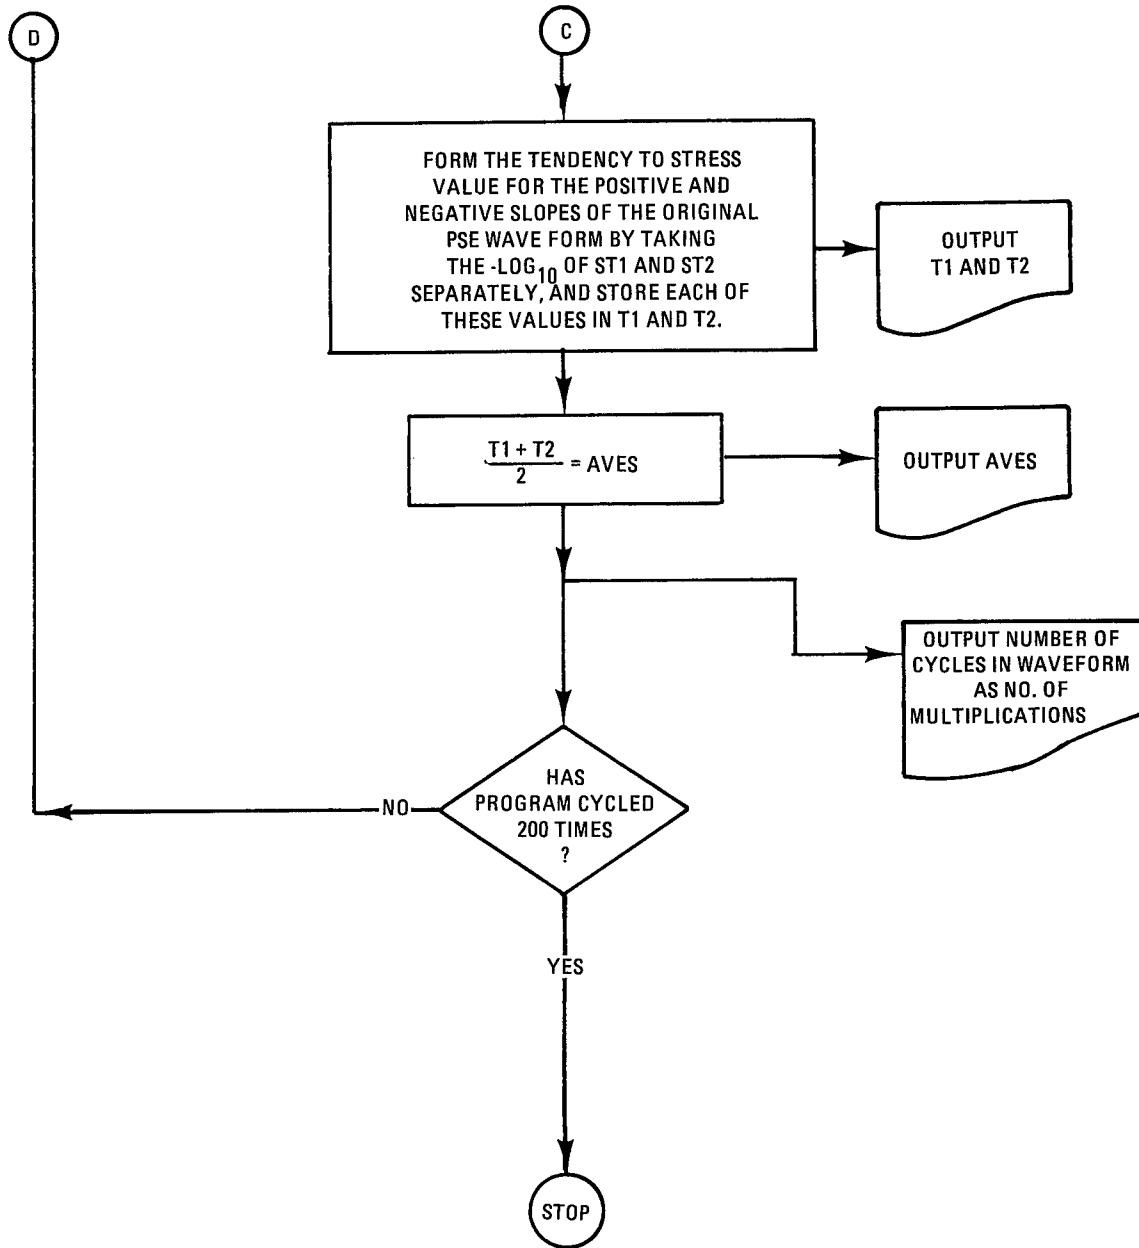 D
C
FORM THE TENDENCY TO STRESS
VALUE FOR THE POSITIVE AND
NEGATIVE SLOPES OF THE ORIGINAL
PSE WAVE FORM BY TAKING
THE -LOG10 OF ST1 AND ST2
SEPARATELY, AND STORE EACH OF
THESE VALUES IN T1 AND T2.
OUTPUT
T1 AND T2
T1 + T2
2
= AVES
OUTPUT AVES
OUTPUT NUMBER OF
CYCLES IN WAVEFORM
AS NO. OF
MULTIPLICATIONS
HAS
PROGRAM CYCLED
200 TIMES
?
NO
YES
STOP